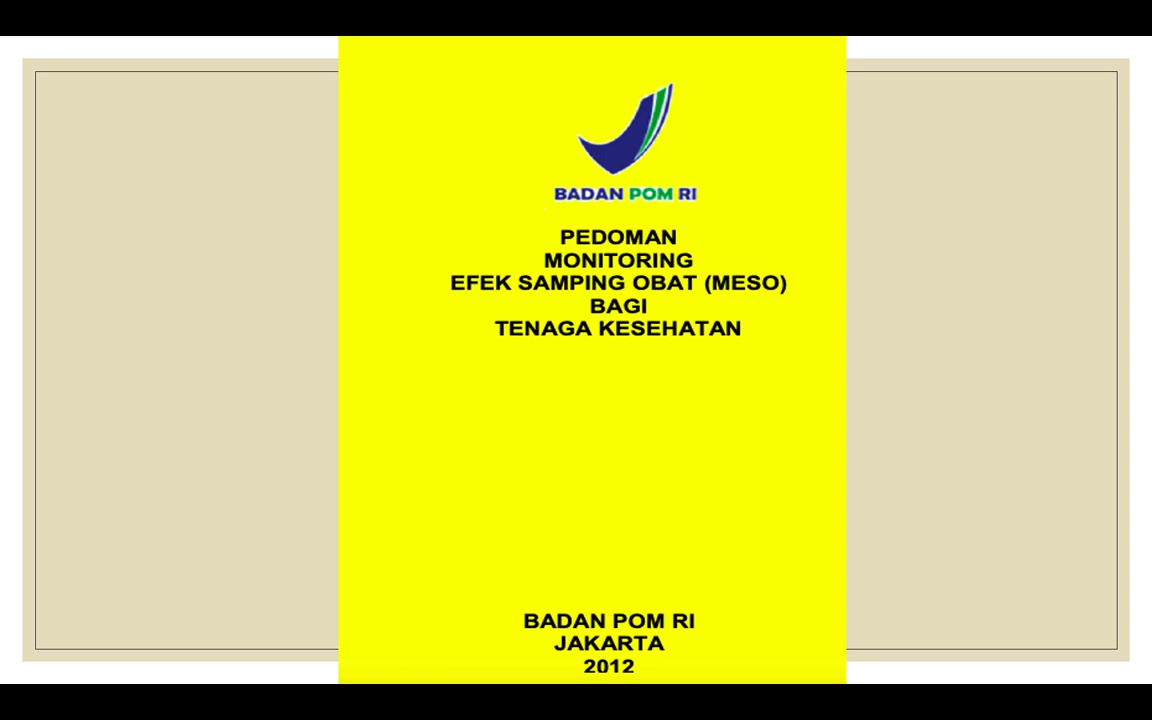 BADAN POM RI
PEDOMAN
MONITORING
EFEK SAMPING OBAT (MESO)
BAGI
TENAGA KESEHATAN
BADAN POM RI
JAKARTA
2012